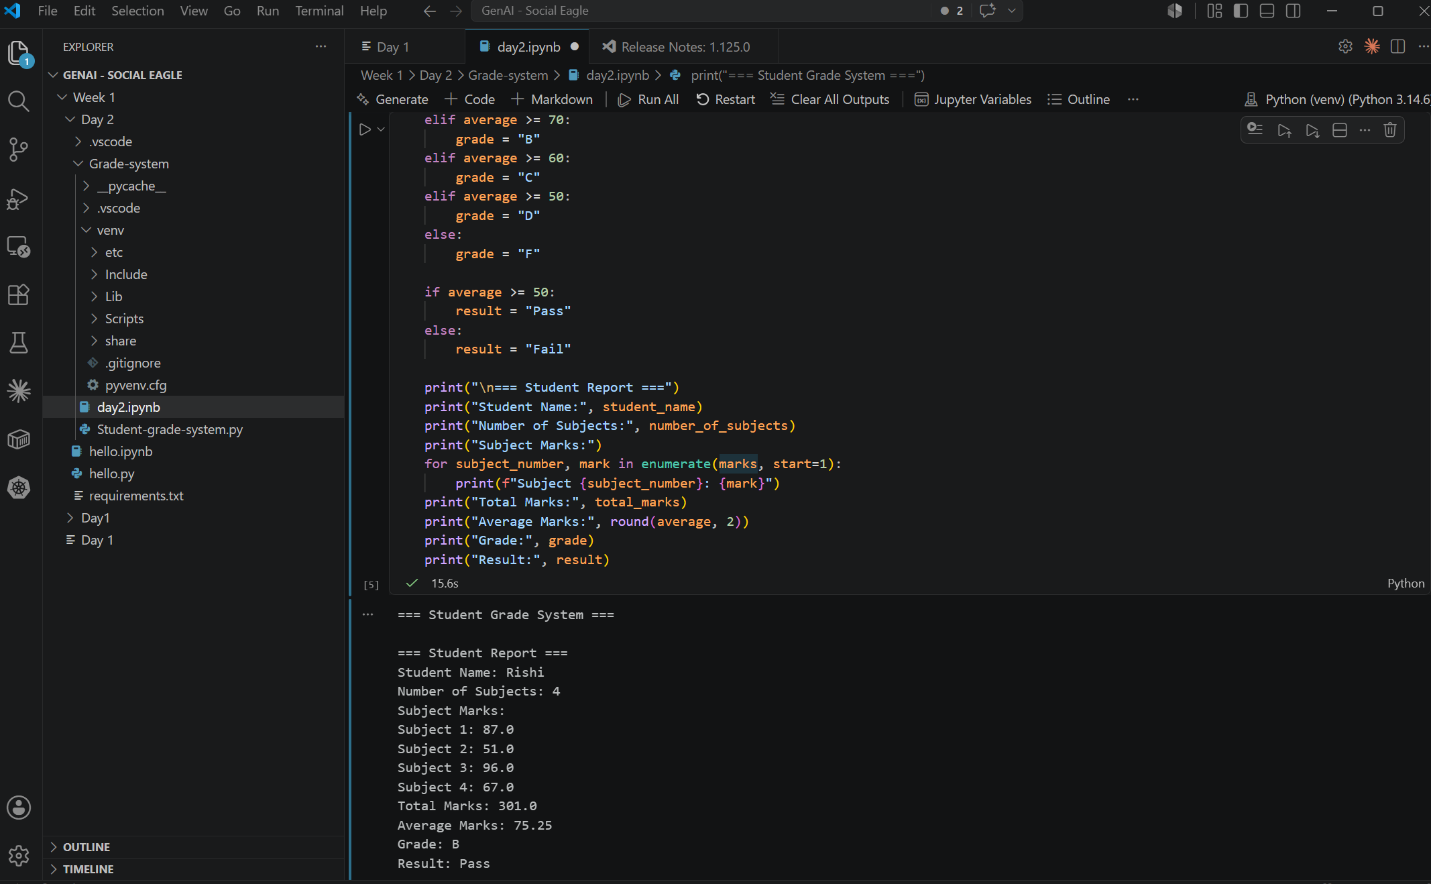 File Edit Selection View Go Run Terminal Help
GenAI - Social Eagle
2
EXPLORER
GENAI - SOCIAL EAGLE
Week 1
Day 2
.vscode
Grade-system
__pycache__
.vscode
venv
etc
Include
Lib
Scripts
share
.gitignore
pyvenv.cfg
day2.ipynb
Student-grade-system.py
hello.ipynb
hello.py
requirements.txt
Day1
Day 1
OUTLINE
TIMELINE
1
Day 1
day2.ipynb
Release Notes: 1.125.0
Week 1 > Day 2 > Grade-system > day2.ipynb > print("=== Student Grade System ===")
Generate + Code + Markdown | Run All Restart Clear All Outputs | Jupyter Variables Outline ...
Python (venv) (Python 3.14.6)
elif average >= 70:
    grade = "B"
elif average >= 60:
    grade = "C"
elif average >= 50:
    grade = "D"
else:
    grade = "F"
if average >= 50:
    result = "Pass"
else:
    result = "Fail"
print("\n=== Student Report ===")
print("Student Name:", student_name)
print("Number of Subjects:", number_of_subjects)
print("Subject Marks:")
for subject_number, mark in enumerate(marks, start=1):
    print(f"Subject {subject_number}: {mark}")
print("Total Marks:", total_marks)
print("Average Marks:", round(average, 2))
print("Grade:", grade)
print("Result:", result)
[5]
15.6s
Python
=== Student Grade System ===
=== Student Report ===
Student Name: Rishi
Number of Subjects: 4
Subject Marks:
Subject 1: 87.0
Subject 2: 51.0
Subject 3: 96.0
Subject 4: 67.0
Total Marks: 301.0
Average Marks: 75.25
Grade: B
Result: Pass